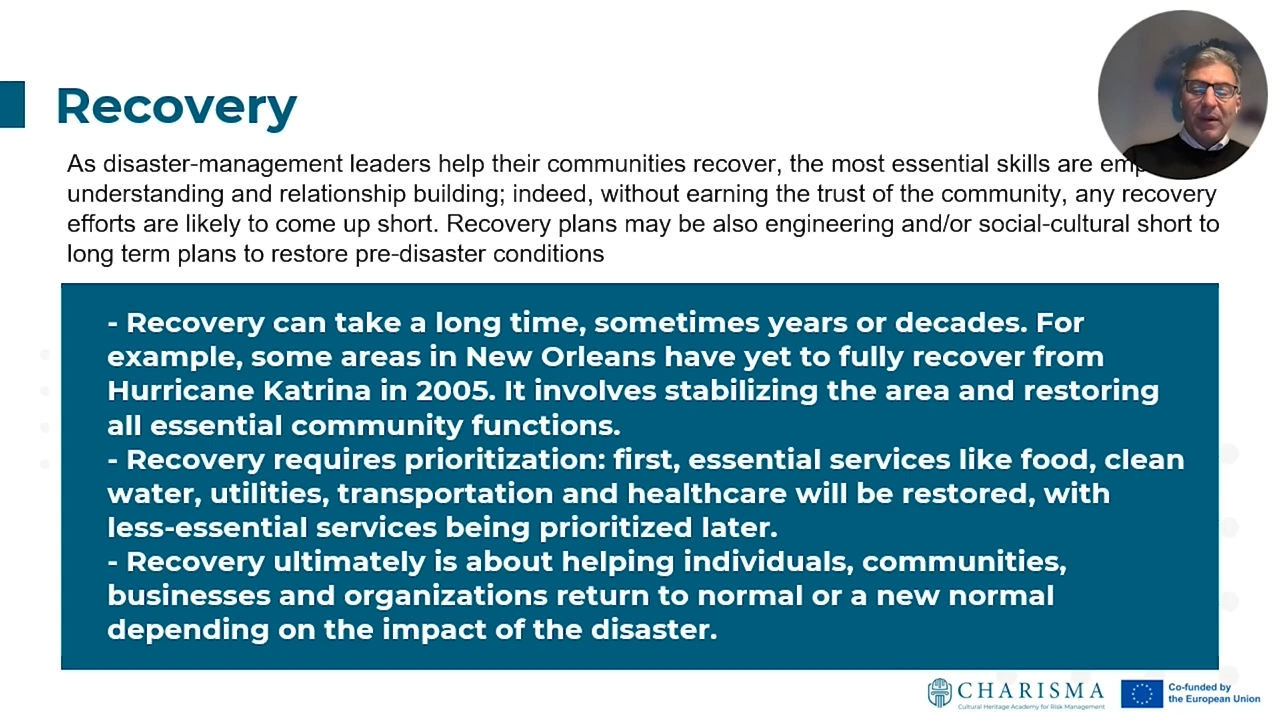 Recovery
As disaster-management leaders help their communities recover, the most essential skills are
understanding and relationship building; indeed, without earning the trust of the community, any recovery
efforts are likely to come up short. Recovery plans may be also engineering and/or social-cultural short to
long term plans to restore pre-disaster conditions
- Recovery can take a long time, sometimes years or decades. For
example, some areas in New Orleans have yet to fully recover from
Hurricane Katrina in 2005. It involves stabilizing the area and restoring
all essential community functions.
- Recovery requires prioritization: first, essential services like food, clean
water, utilities, transportation and healthcare will be restored, with
less-essential services being prioritized later.
- Recovery ultimately is about helping individuals, communities,
businesses and organizations return to normal or a new normal
depending on the impact of the disaster.
CHARISMA
Cultural Heritage Academy for Risk Management
Co-funded by
the European Union